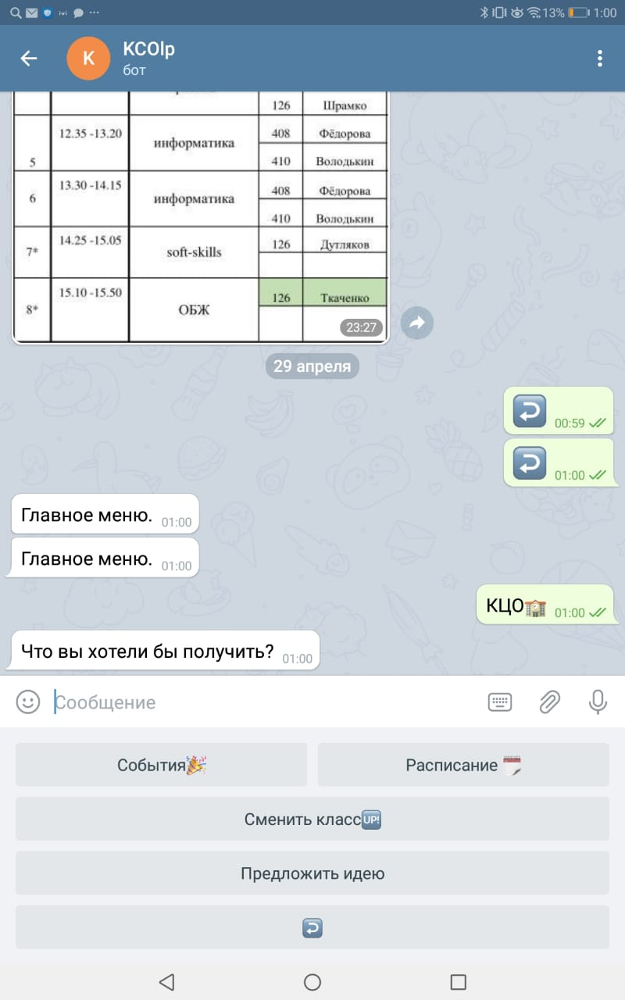 ivi
13% 1:00
K KCOlp
бот
126 Шрамко
5 12.35 -13.20 информатика 408 Фёдорова
410 Володькин
6 13.30 -14.15 информатика 408 Фёдорова
410 Володькин
7* 14.25 -15.05 soft-skills 126 Дутляков
8* 15.10 -15.50 ОБЖ 126 Ткаченко
23:27
29 апреля
00:59
01:00
Главное меню. 01:00
Главное меню. 01:00
КЦО🏫 01:00
Что вы хотели бы получить? 01:00
Сообщение
События🎉 Расписание 🗓
Сменить класс🆙
Предложить идею